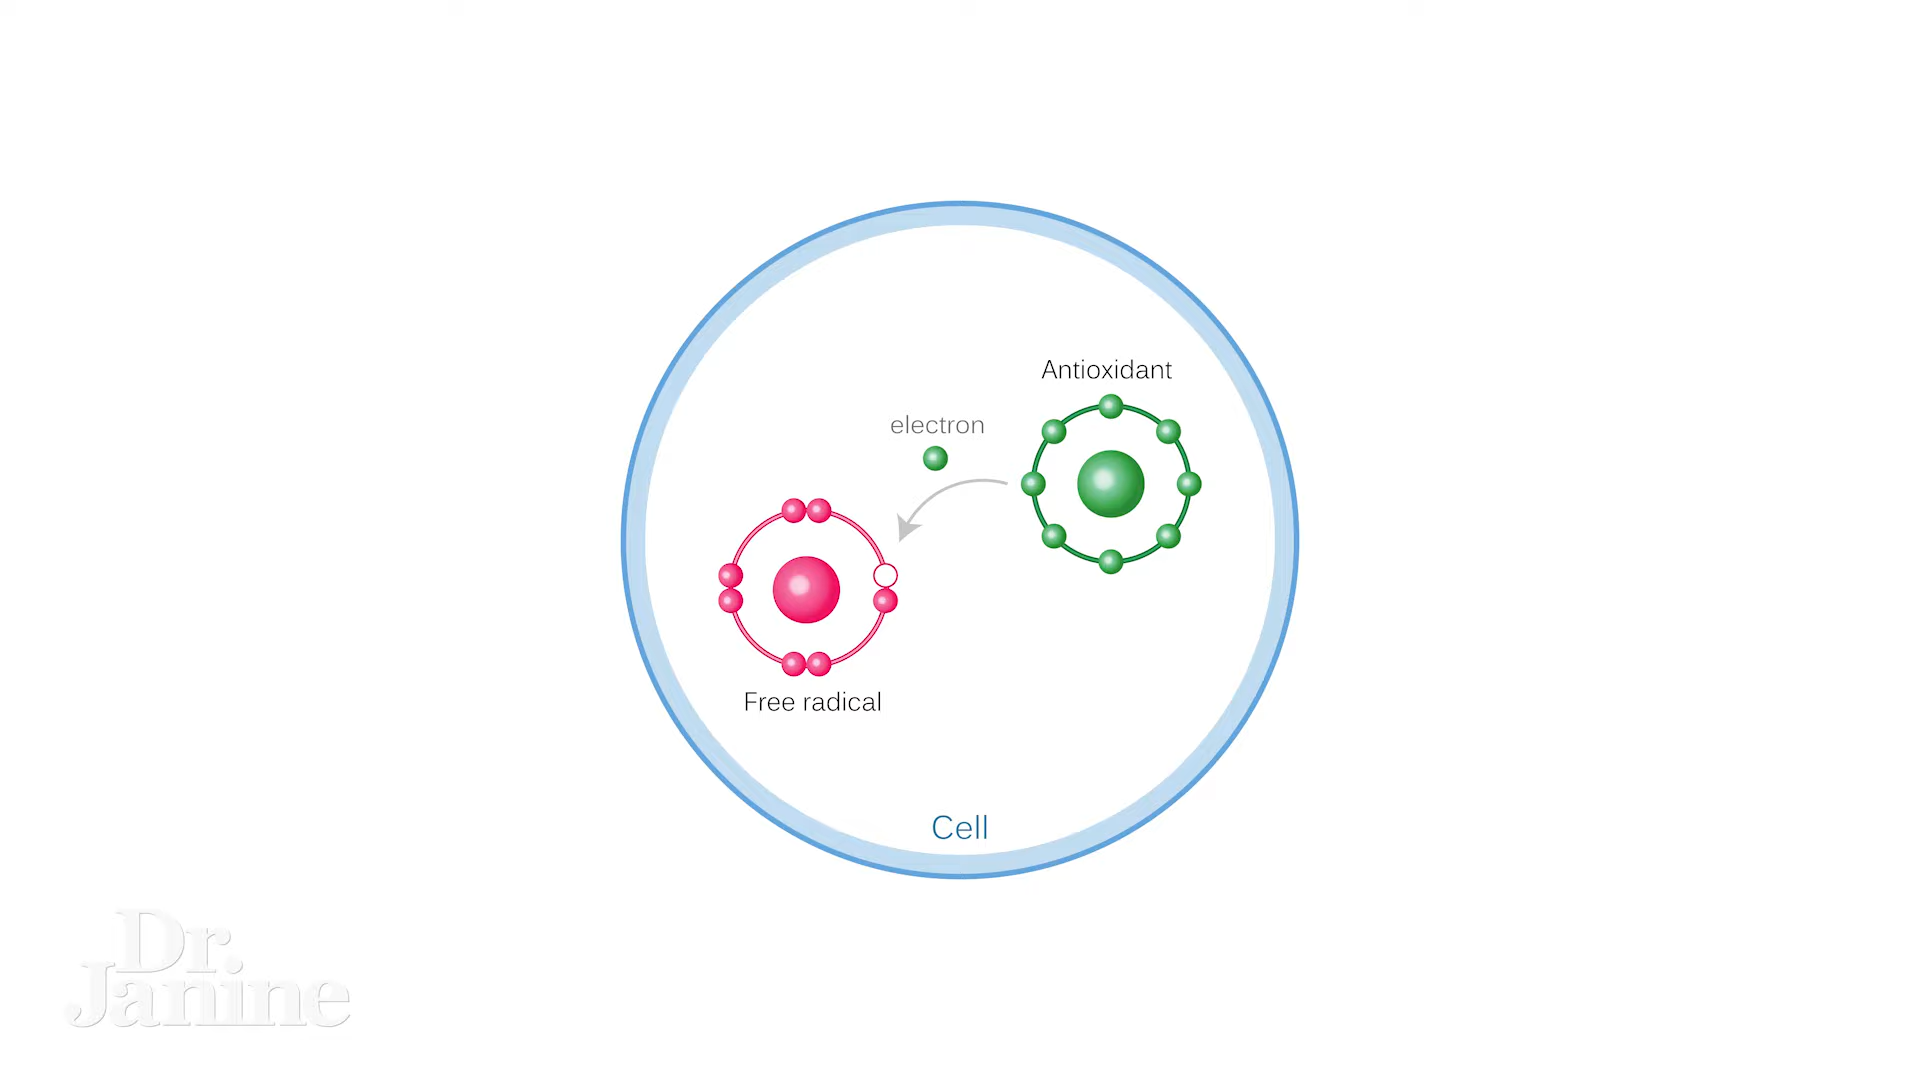 Antioxidant
electron
Free radical
Cell
Dr.
Janine